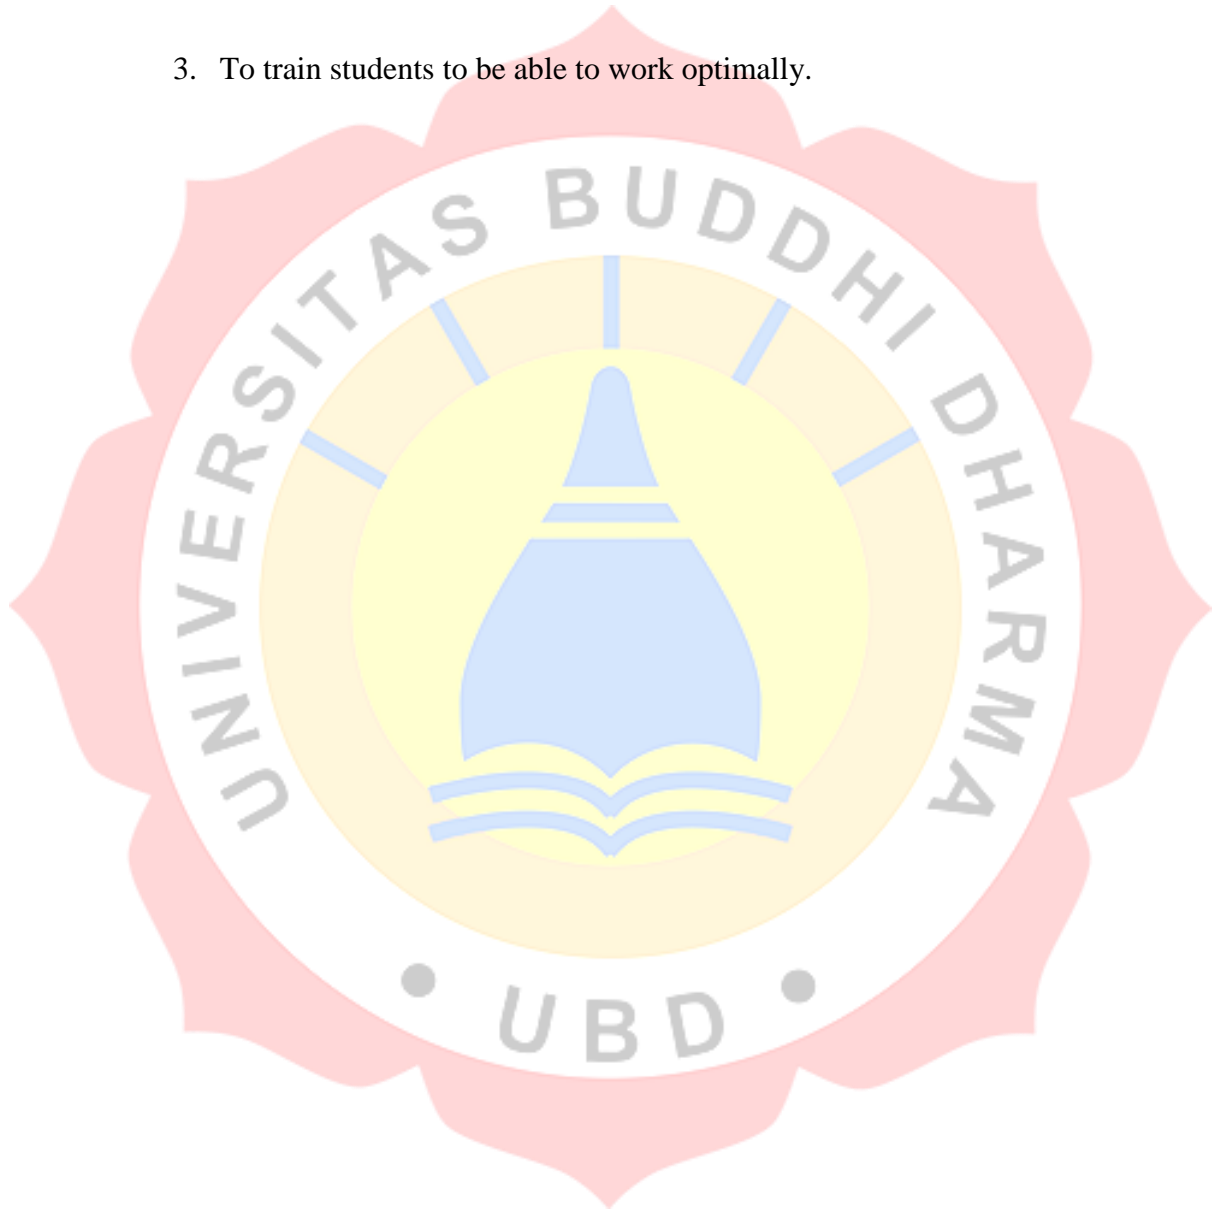 3. To train students to be able to work optimally.
UNIVERSITAS BUDDHI DHARMA
• UBD •